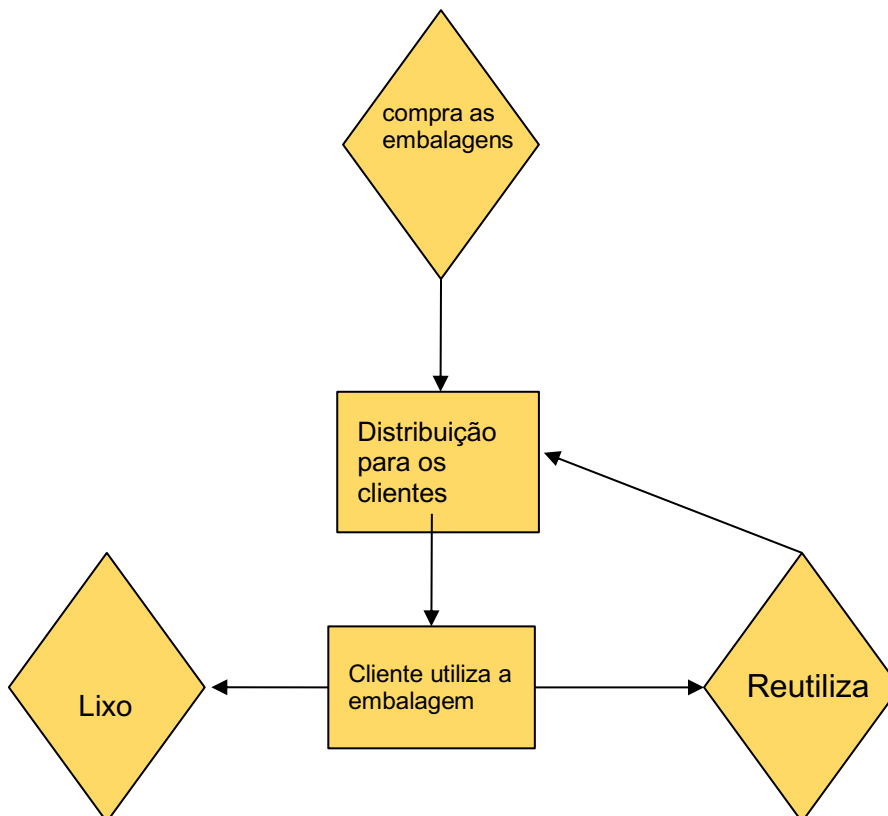 compra as
embalagens
Distribuição
para os
clientes
Cliente utiliza a
embalagem
Lixo
Reutiliza